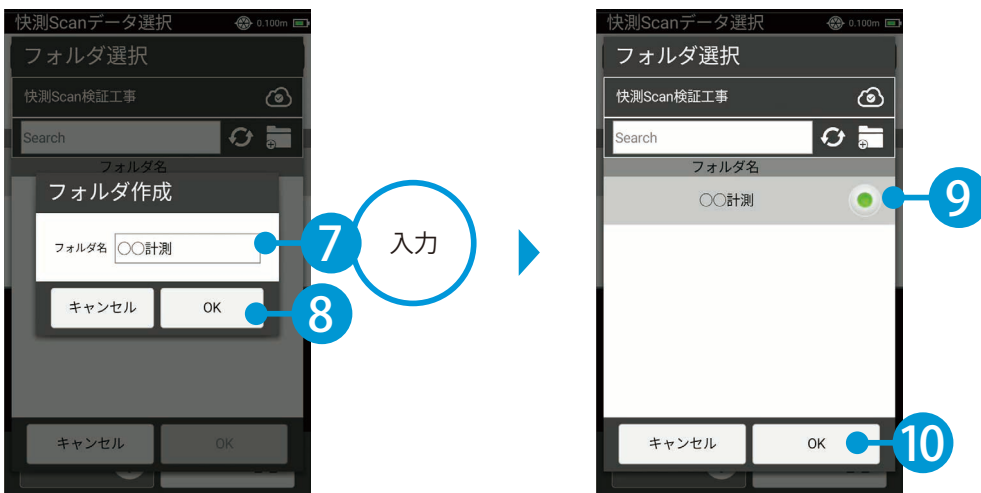 快測Scanデータ選択 0.100m
フォルダ選択
快測Scan検証工事
Search
フォルダ名
フォルダ作成
フォルダ名 〇〇計測
キャンセル OK
キャンセル OK
7
入力
8
快測Scanデータ選択 0.100m
フォルダ選択
快測Scan検証工事
Search
フォルダ名
〇〇計測
9
キャンセル OK
10